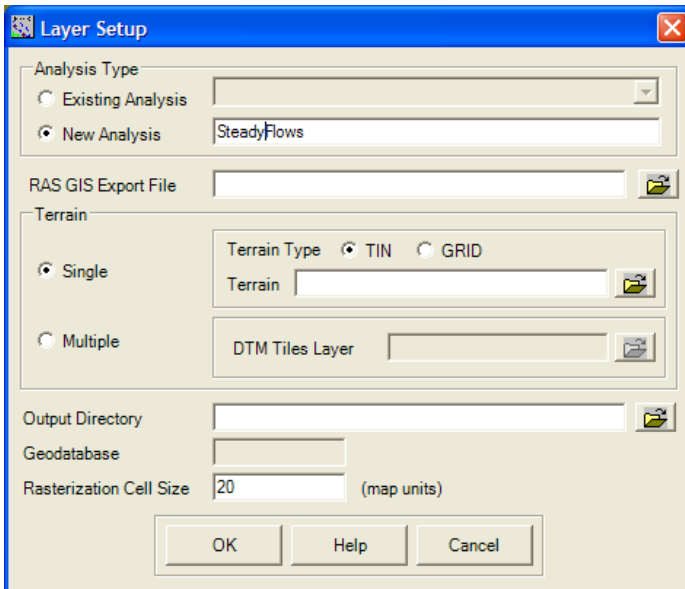 Layer Setup
Analysis Type
Existing Analysis
New Analysis SteadyFlows
RAS GIS Export File
Terrain
Single
Terrain Type TIN GRID
Terrain
Multiple
DTM Tiles Layer
Output Directory
Geodatabase
Rasterization Cell Size 20 (map units)
OK Help Cancel